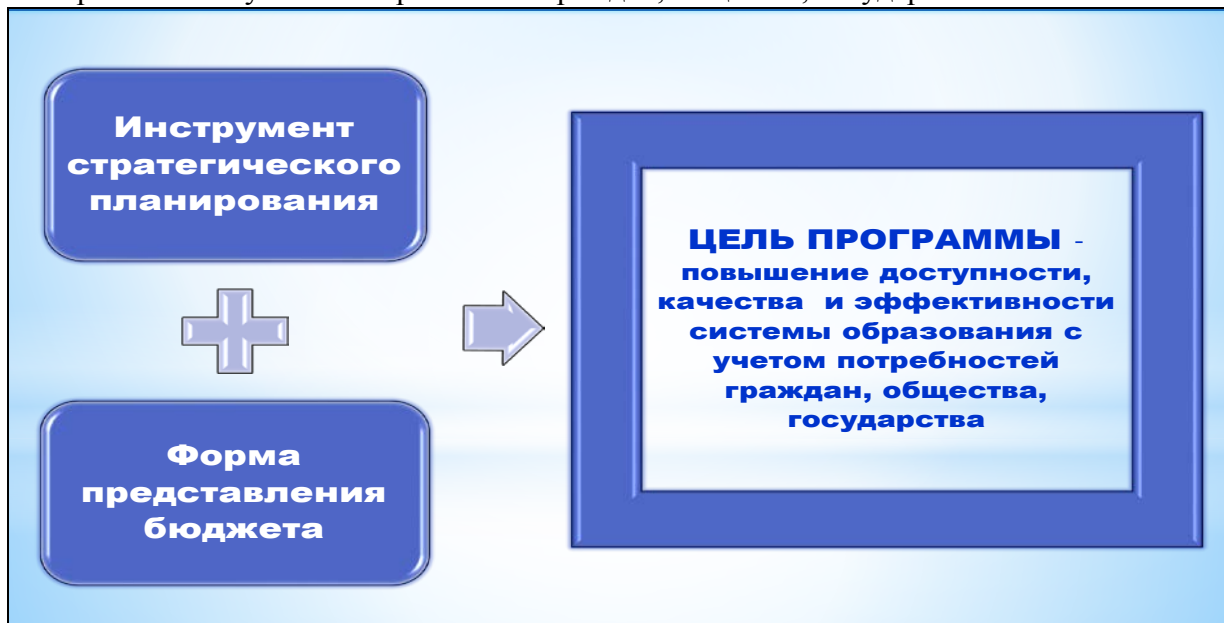 Инструмент
стратегического
планирования
Форма
представления
бюджета
ЦЕЛЬ ПРОГРАММЫ -
повышение доступности,
качества и эффективности
системы образования с
учетом потребностей
граждан, общества,
государства